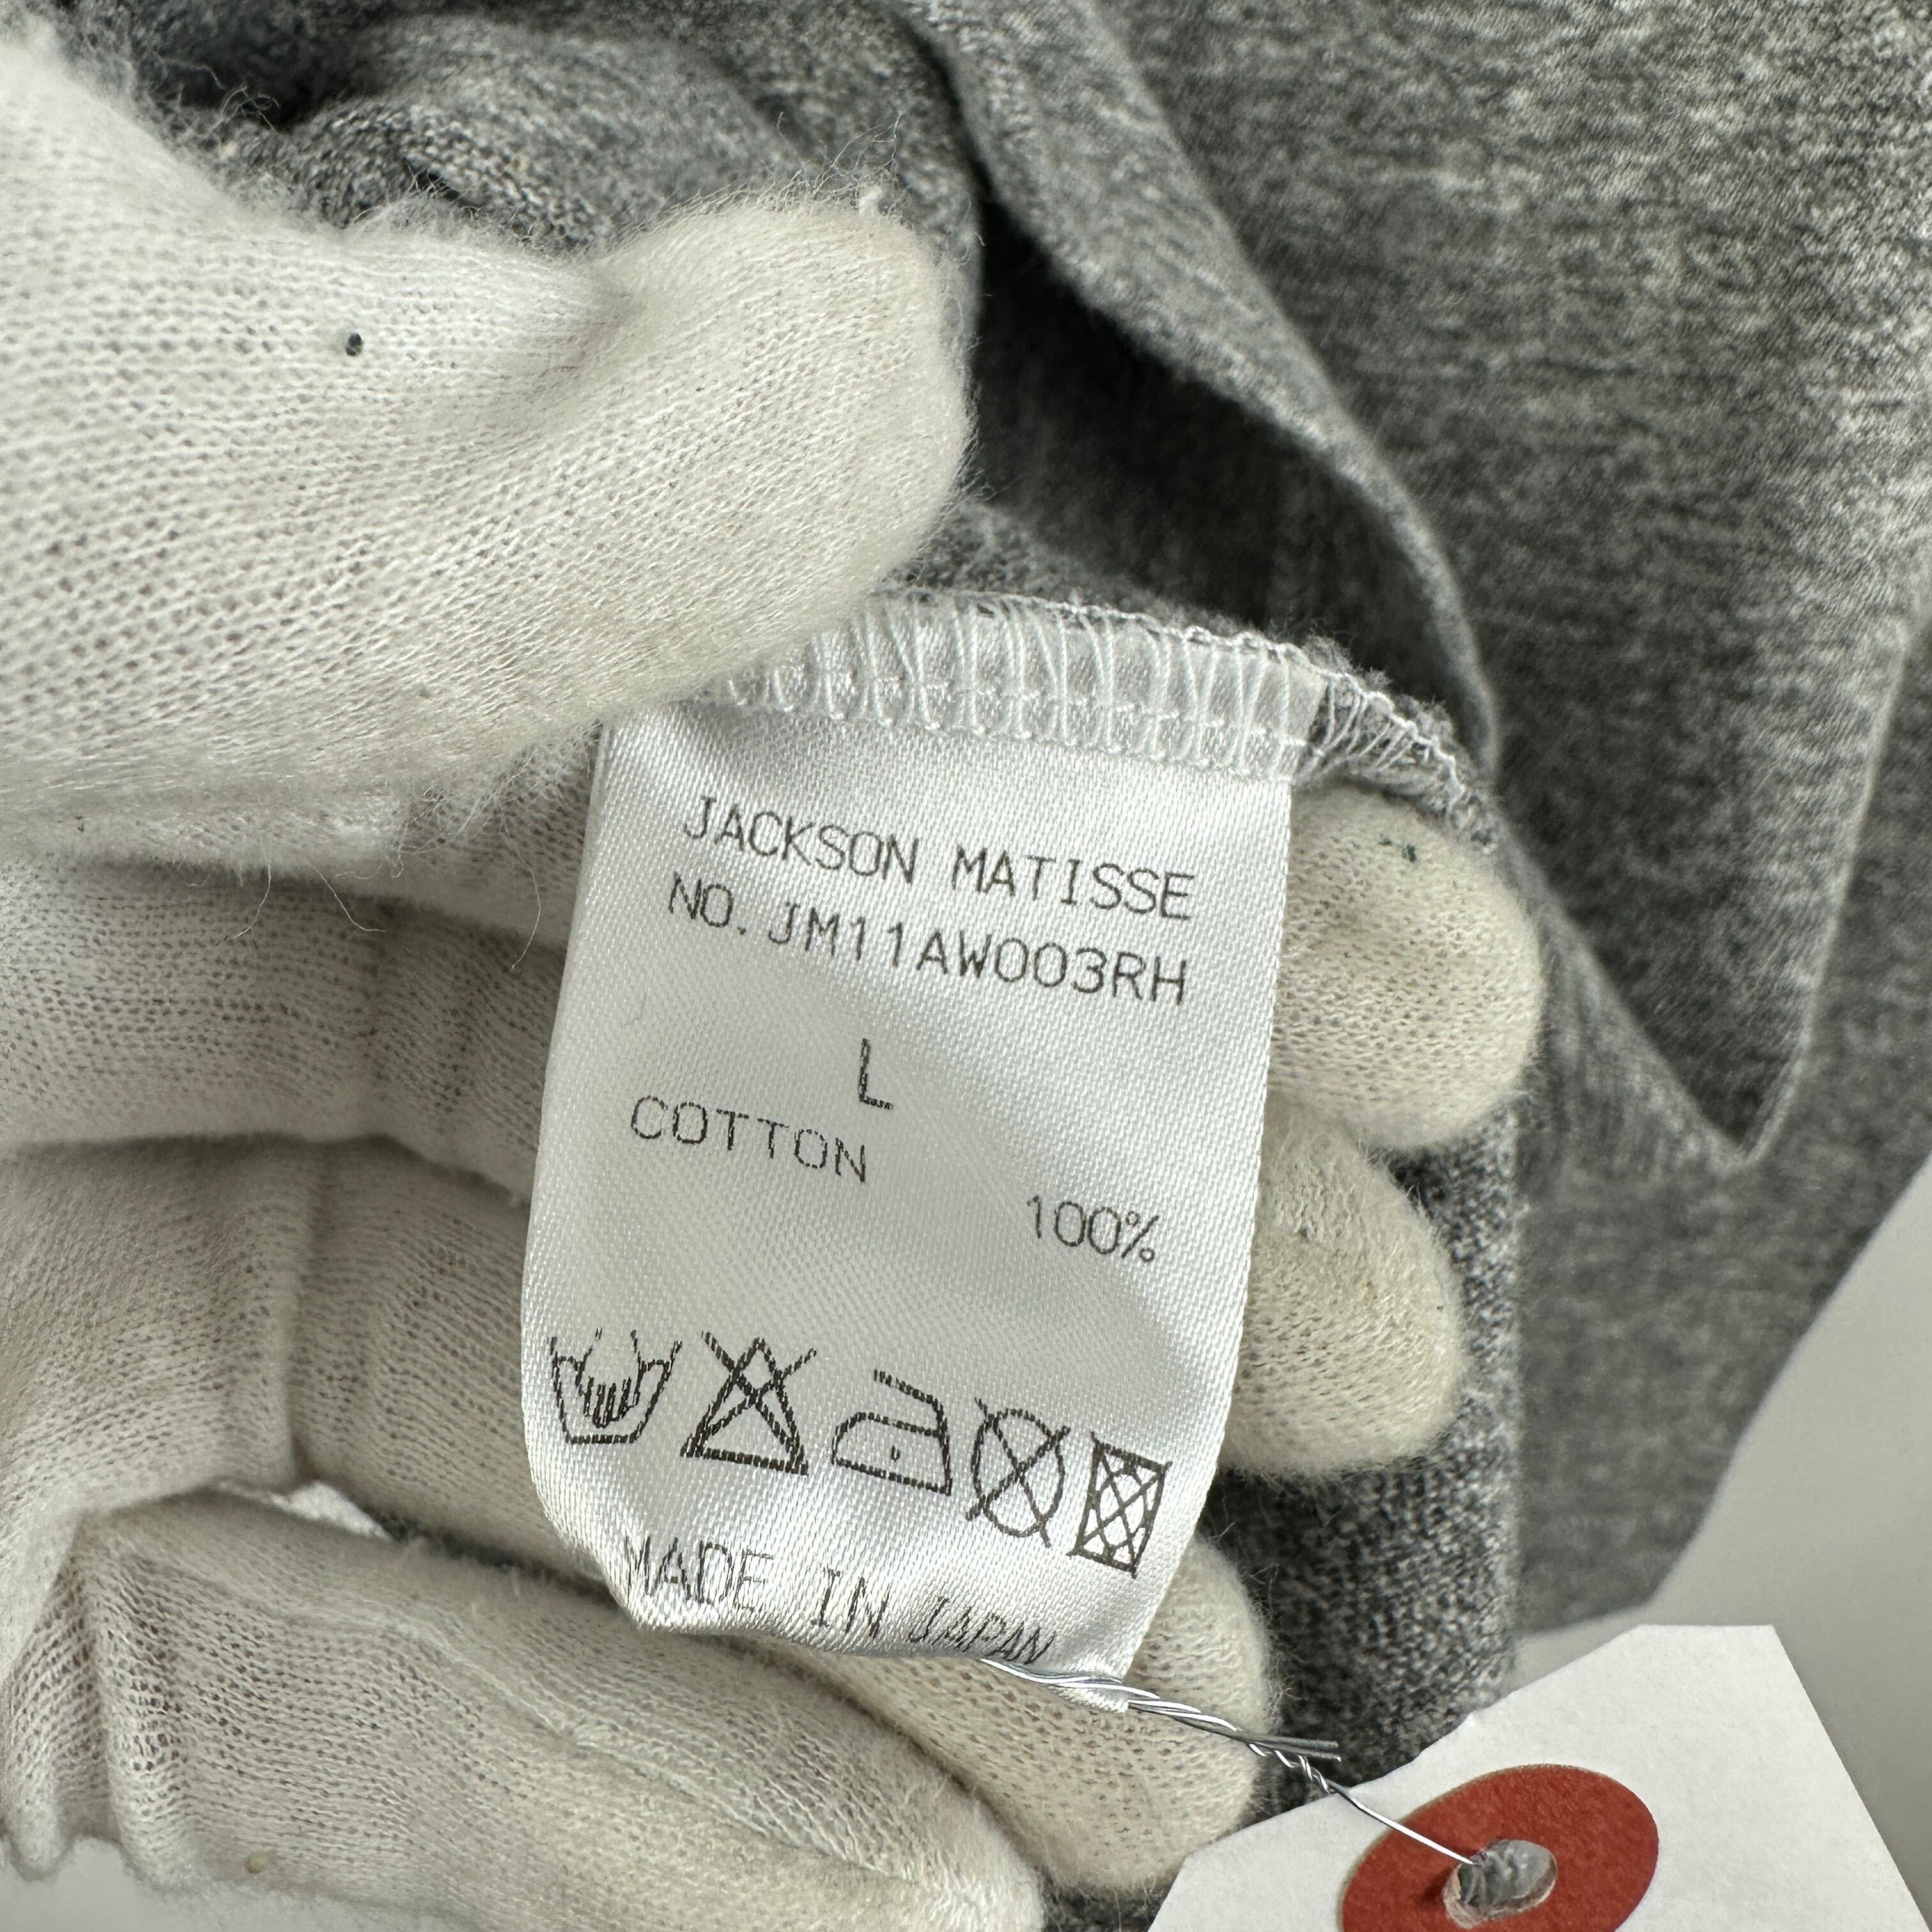 JACKSON MATISSE
NO.JM11AW003RH
L
COTTON
100%
MADE IN JAPAN